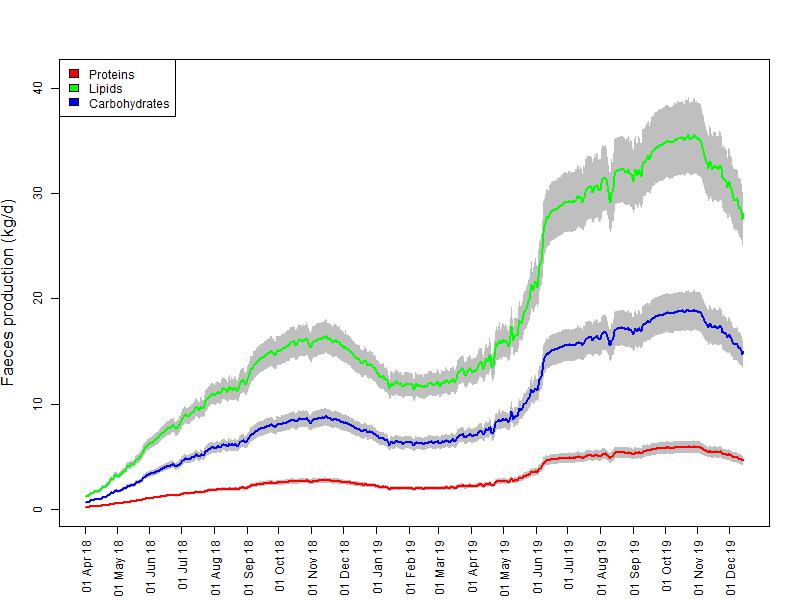 Proteins
Lipids
Carbohydrates
Faeces production (kg/d)
40
30
20
10
0
01 Apr 18
01 May 18
01 Jun 18
01 Jul 18
01 Aug 18
01 Sep 18
01 Oct 18
01 Nov 18
01 Dec 18
01 Jan 19
01 Feb 19
01 Mar 19
01 Apr 19
01 May 19
01 Jun 19
01 Jul 19
01 Aug 19
01 Sep 19
01 Oct 19
01 Nov 19
01 Dec 19